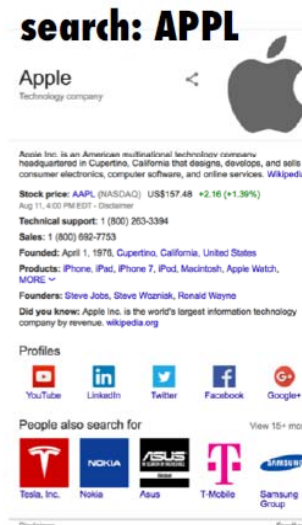 search: APPL
Apple
Technology company
Apple Inc. is an American multinational technology company
headquartered in Cupertino, California that designs, develops, and sells
consumer electronics, computer software, and online services. Wikipedia
Stock price: AAPL (NASDAQ) US$157.48 +2.16 (+1.39%)
Aug 11, 4:00 PM EDT - Disclaimer
Technical support: 1 (800) 263-3394
Sales: 1 (800) 692-7753
Founded: April 1, 1976, Cupertino, California, United States
Products: iPhone, iPad, iPhone 7, iPod, Macintosh, Apple Watch,
MORE
Founders: Steve Jobs, Steve Wozniak, Ronald Wayne
Did you know: Apple Inc. is the world's largest information technology
company by revenue. wikipedia.org
Profiles
in
f
G+
YouTube LinkedIn Twitter Facebook Google+
People also search for View 15+
NOKIA ASUS T SAMSUNG
Tesla, Inc. Nokia Asus T-Mobile Samsung
Group